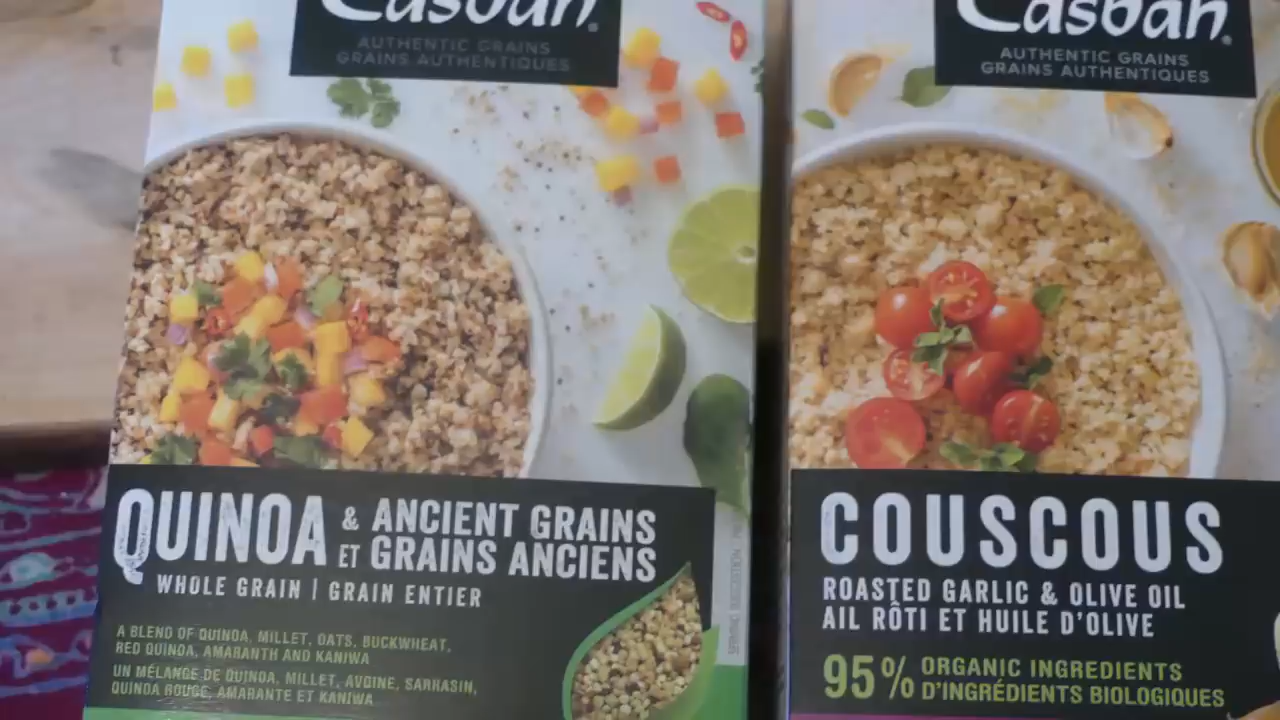 Casbah
AUTHENTIC GRAINS
GRAINS AUTHENTIQUES
QUINOA & ANCIENT GRAINS
ET GRAINS ANCIENS
WHOLE GRAIN | GRAIN ENTIER
A BLEND OF QUINOA, MILLET, OATS, BUCKWHEAT,
RED QUINOA, AMARANTH AND KANIWA
UN MÉLANGE DE QUINOA, MILLET, AVOINE, SARRASIN,
QUINOA ROUGE, AMARANTE ET KANIWA
SERVING SUGGESTION
Casbah
AUTHENTIC GRAINS
GRAINS AUTHENTIQUES
COUSCOUS
ROASTED GARLIC & OLIVE OIL
AIL RÔTI ET HUILE D'OLIVE
95% ORGANIC INGREDIENTS
D'INGRÉDIENTS BIOLOGIQUES